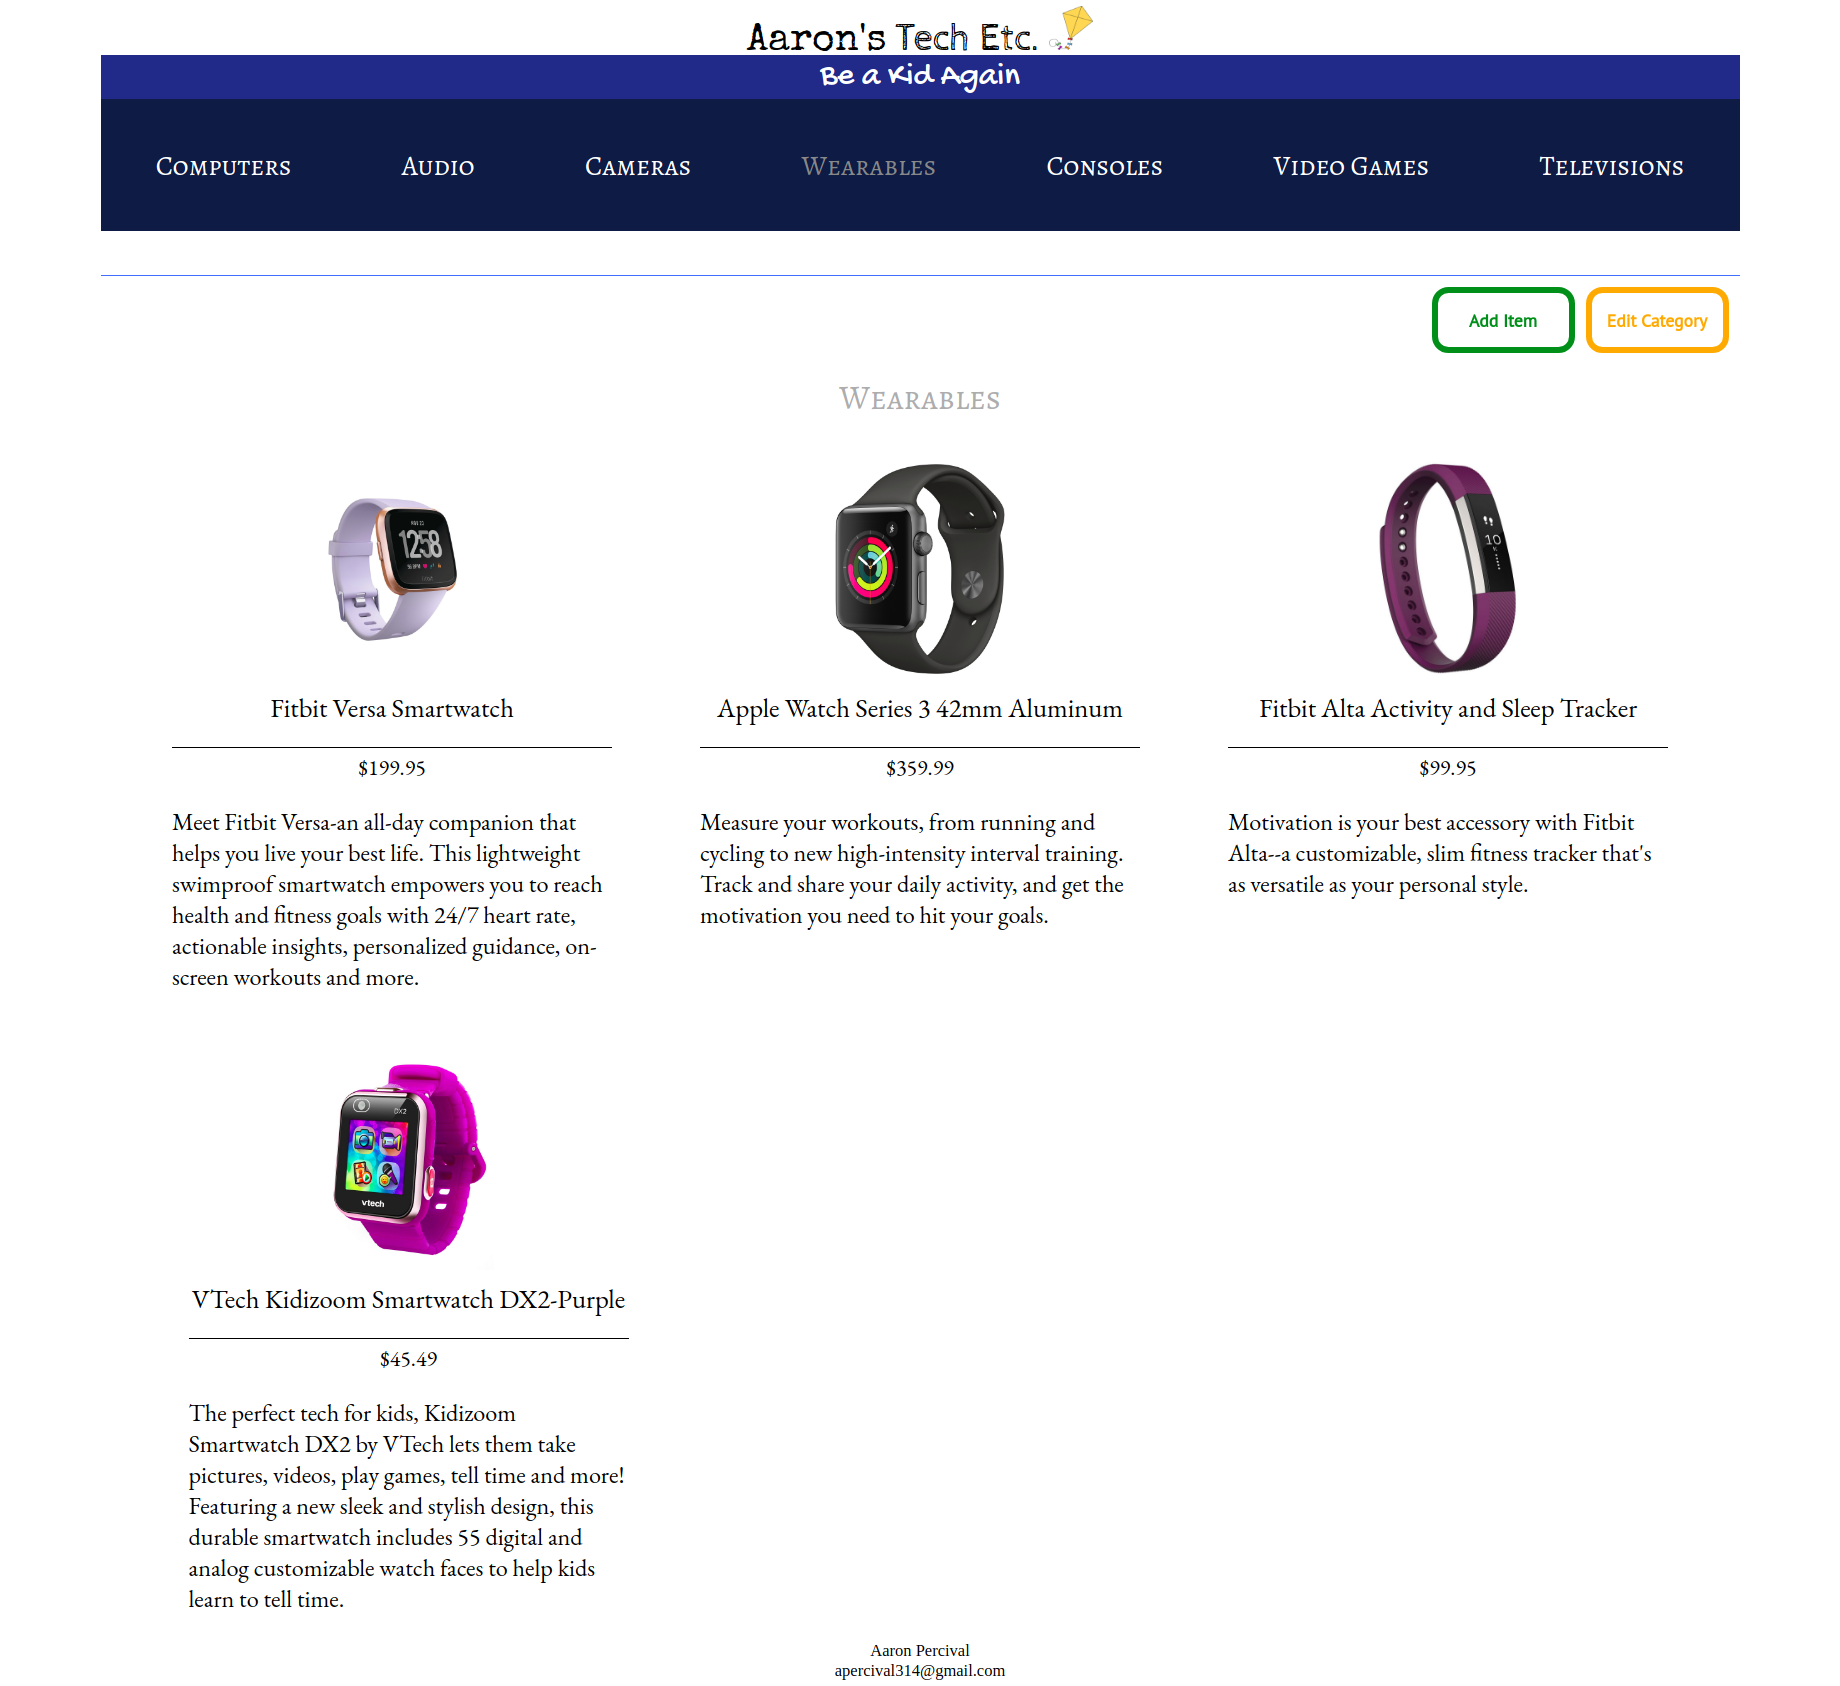 Aaron's Tech Etc.
Be a Kid Again
Computers Audio Cameras Wearables Consoles Video Games Televisions
Add Item Edit Category
Wearables
1258
10
Fitbit Versa Smartwatch
$199.95
Meet Fitbit Versa-an all-day companion that
helps you live your best life. This lightweight
swimproof smartwatch empowers you to reach
health and fitness goals with 24/7 heart rate,
actionable insights, personalized guidance, on-
screen workouts and more.
Apple Watch Series 3 42mm Aluminum
$359.99
Measure your workouts, from running and
cycling to new high-intensity interval training.
Track and share your daily activity, and get the
motivation you need to hit your goals.
Fitbit Alta Activity and Sleep Tracker
$99.95
Motivation is your best accessory with Fitbit
Alta--a customizable, slim fitness tracker that's
as versatile as your personal style.
DX2
vtech
VTech Kidizoom Smartwatch DX2-Purple
$45.49
The perfect tech for kids, Kidizoom
Smartwatch DX2 by VTech lets them take
pictures, videos, play games, tell time and more!
Featuring a new sleek and stylish design, this
durable smartwatch includes 55 digital and
analog customizable watch faces to help kids
learn to tell time.
Aaron Percival
apercival314@gmail.com